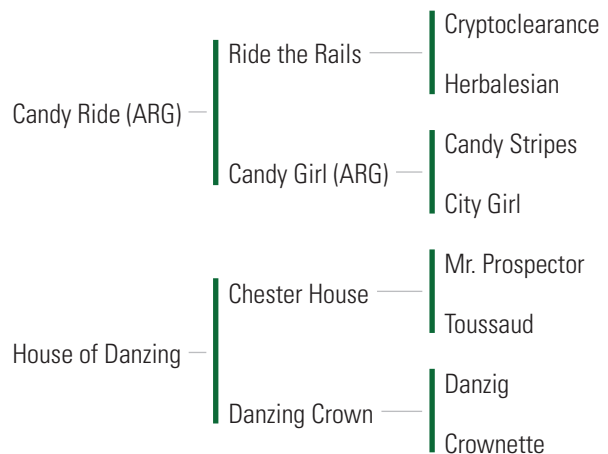 Cryptoclearance
Ride the Rails
Herbalesian
Candy Ride (ARG)
Candy Stripes
Candy Girl (ARG)
City Girl
Mr. Prospector
Chester House
Toussaud
House of Danzing
Danzig
Danzing Crown
Crownette